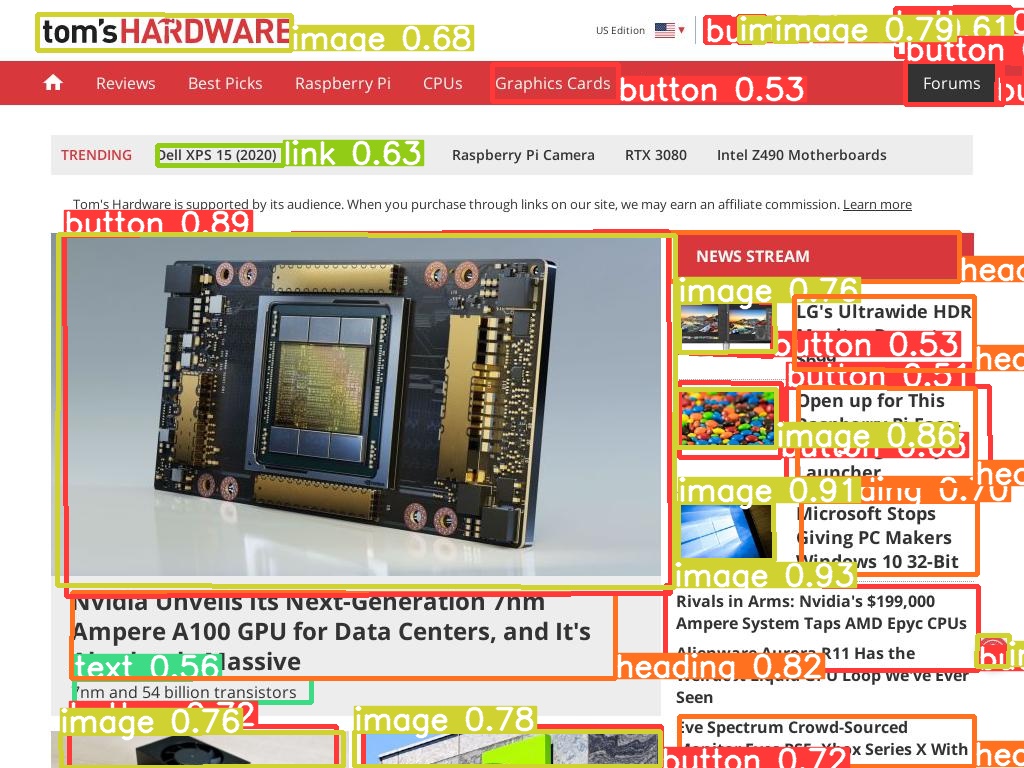 tom'sHARDWARE
image 0.68
US Edition
image 0.79
button
Reviews
Best Picks
Raspberry Pi
CPUs
Graphics Cards
button 0.53
Forums
TRENDING
Dell XPS 15 (2020)
link 0.63
Raspberry Pi Camera
RTX 3080
Intel Z490 Motherboards
Tom's Hardware is supported by its audience. When you purchase through links on our site, we may earn an affiliate commission. Learn more
button 0.89
NEWS STREAM
image 0.76
LG's Ultrawide HDR
button 0.53
button 0.51
Open up for This
image 0.86
Launcher
image 0.91
Microsoft Stops
Giving PC Makers
Windows 10 32-Bit
image 0.93
Nvidia Unveils Its Next-Generation 7nm
Ampere A100 GPU for Data Centers, and It's
Massive
text 0.56
heading 0.82
7nm and 54 billion transistors
Rivals in Arms: Nvidia's $199,000
Ampere System Taps AMD Epyc CPUs
Alienware Aurora R11 Has the
Weirdest Liquid CPU Loop We've Ever
Seen
image 0.76
image 0.78
Eve Spectrum Crowd-Sourced
Xbox Series X With
button 0.72